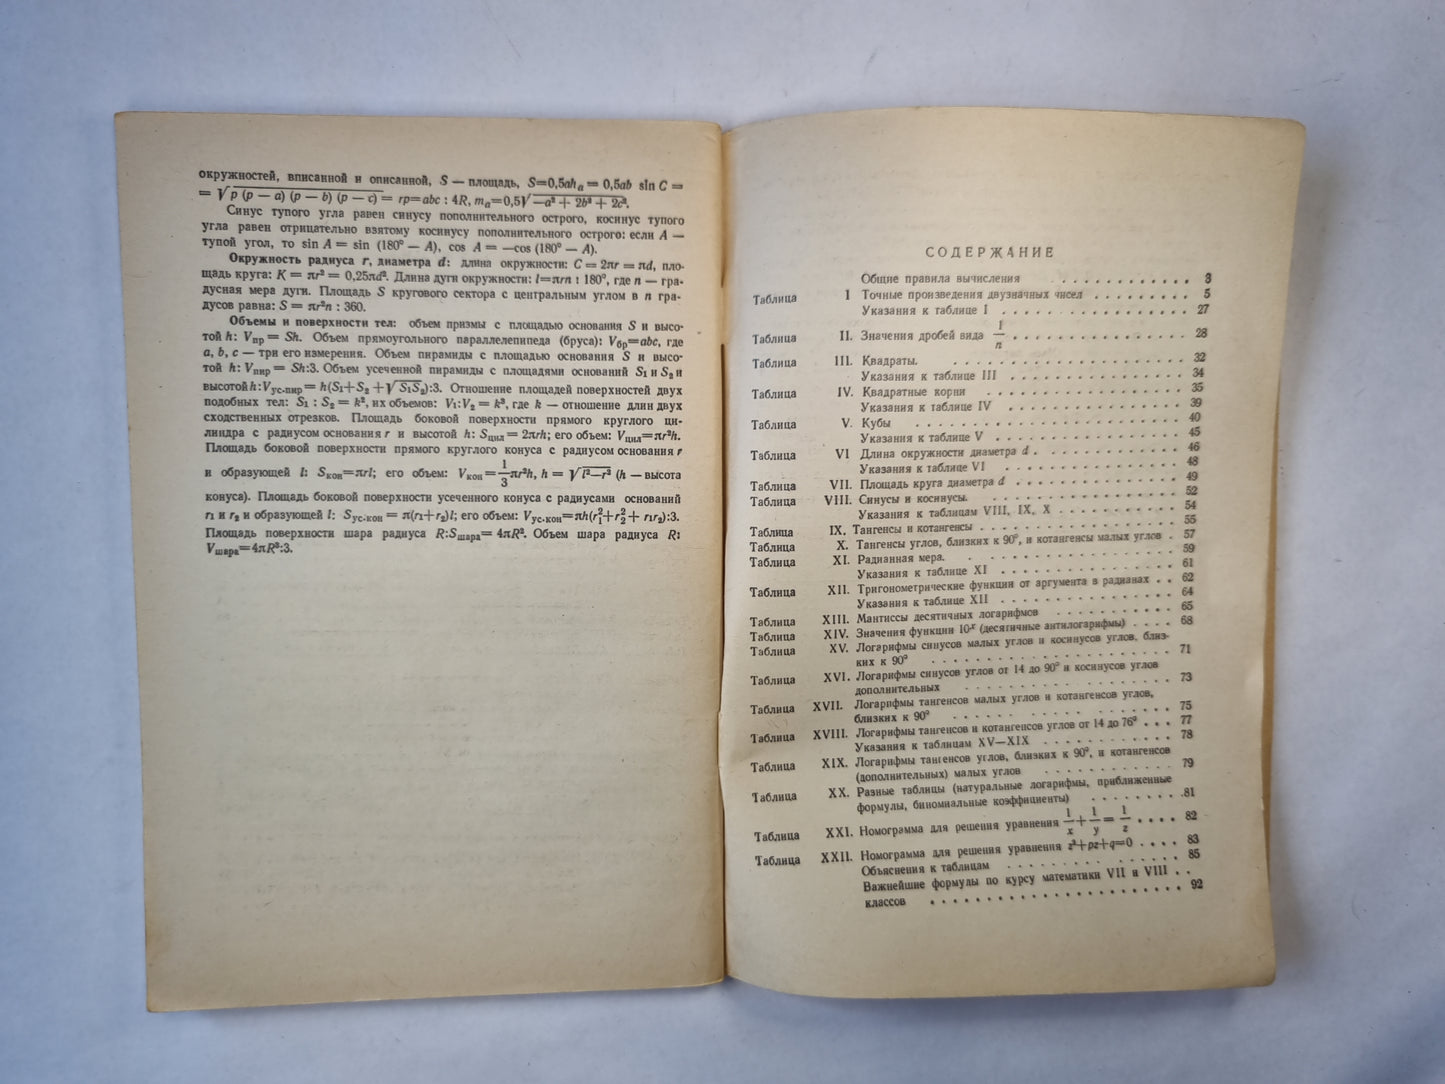 окружностей, вписанной и описанной, S — площадь, S=0,5ahₐ = 0,5ab sin C =
= √p (p — a) (p — b) (p — c) = rp=abc : 4R, mₐ=0,5√—a² + 2b² + 2c².
Синус тупого угла равен синусу пополнительного острого, косинус тупого
угла равен отрицательно взятому косинусу пополнительного острого: если A —
тупой угол, то sin A = sin (180° — A), cos A = —cos (180° — A).
Окружность радиуса r, диаметра d: длина окружности: C = 2πr = πd, пло-
щадь круга: K = πr² = 0,25πd². Длина дуги окружности: l=πrn : 180°, где n — гра-
дусная мера дуги. Площадь S кругового сектора с центральным углом в n гра-
дусов равна: S = πr²n : 360.
Объемы и поверхности тел: объем призмы с площадью основания S и высо-
той h: Vпр = Sh. Объем прямоугольного параллелепипеда (бруса): Vбр=abc, где
a, b, c — три его измерения. Объем пирамиды с площадью основания S и высо-
той h: Vпир = Sh:3. Объем усеченной пирамиды с площадями оснований S₁ и S₂ и
высотой h: Vус.пир = h(S₁+S₂ +√S₁S₂):3. Отношение площадей поверхностей двух
подобных тел: S₁ : S₂ = k², их объемов: V₁:V₂ = k³, где k — отношение длин двух
сходственных отрезков. Площадь боковой поверхности прямого круглого ци-
линдра с радиусом основания r и высотой h: Sцил = 2πrh; его объем: Vцил=πr²h.
Площадь боковой поверхности прямого круглого конуса с радиусом основания r
и образующей l: Sкон=πrl; его объем: Vкон=1/3πr²h, h = √l²—r² (h — высота
конуса). Площадь боковой поверхности усеченного конуса с радиусами оснований
r₁ и r₂ и образующей l: Sус.кон = π(r₁+r₂)l; его объем: Vус.кон=πh(r₁²+r₂²+ r₁r₂):3.
Площадь поверхности шара радиуса R:Sшара= 4πR². Объем шара радиуса R:
Vшара=4πR³:3.
СОДЕРЖАНИЕ
Общие правила вычисления . . . . . . . . . . . . 3
Таблица I Точные произведения двузначных чисел . . . . . . . . . 5
Указания к таблице I . . . . . . . . . . . . . . . . 27
Таблица II. Значения дробей вида 1/n . . . . . . . . . . . . . . . . 28
Таблица III. Квадраты. . . . . . . . . . . . . . . . . . . 32
Указания к таблице III . . . . . . . . . . . . . . . 34
Таблица IV. Квадратные корни . . . . . . . . . . . . . . . . 35
Указания к таблице IV . . . . . . . . . . . . . . . 39
Таблица V. Кубы . . . . . . . . . . . . . . . . . . . 40
Указания к таблице V . . . . . . . . . . . . . . . 45
Таблица VI Длина окружности диаметра d . . . . . . . . . . . . 46
Указания к таблице VI . . . . . . . . . . . . . . . 48
Таблица VII. Площадь круга диаметра d . . . . . . . . . . . . . 49
Таблица VIII. Синусы и косинусы. . . . . . . . . . . . . . . . 52
Указания к таблицам VIII, IX, X . . . . . . . . . . 54
Таблица IX. Тангенсы и котангенсы . . . . . . . . . . . . . . 55
Таблица X. Тангенсы углов, близких к 90°, и котангенсы малых углов . 57
Таблица XI. Радианная мера. . . . . . . . . . . . . . . . . 59
Указания к таблице XI . . . . . . . . . . . . . . 61
Таблица XII. Тригонометрические функции от аргумента в радианах . . 62
Указания к таблице XII . . . . . . . . . . . . . . 64
Таблица XIII. Мантиссы десятичных логарифмов . . . . . . . . . . 65
Таблица XIV. Значения функции 10ˣ (десятичные антилогарифмы) . . . . 68
Таблица XV. Логарифмы синусов малых углов и косинусов углов, близ-
ких к 90° . . . . . . . . . . . . . . . . . . 71
Таблица XVI. Логарифмы синусов углов от 14 до 90° и косинусов углов
дополнительных . . . . . . . . . . . . . . . . 73
Таблица XVII. Логарифмы тангенсов малых углов и котангенсов углов,
близких к 90° . . . . . . . . . . . . . . . . 75
Таблица XVIII. Логарифмы тангенсов и котангенсов углов от 14 до 76° . . . 77
Указания к таблицам XV—XIX . . . . . . . . . . . 78
Таблица XIX. Логарифмы тангенсов углов, близких к 90°, и котангенсов
(дополнительных) малых углов . . . . . . . . . . . 79
Таблица XX. Разные таблицы (натуральные логарифмы, приближенные
формулы, биномиальные коэффициенты) . . . . . . . . . 81
Таблица XXI. Номограмма для решения уравнения 1/x + 1/y = 1/z . . . . 82
Таблица XXII. Номограмма для решения уравнения z³+pz+q=0 . . . . 83
Объяснения к таблицам . . . . . . . . . . . . . . 85
Важнейшие формулы по курсу математики VII и VIII . .
классов . . . . . . . . . . . . . . . . . . . . 92